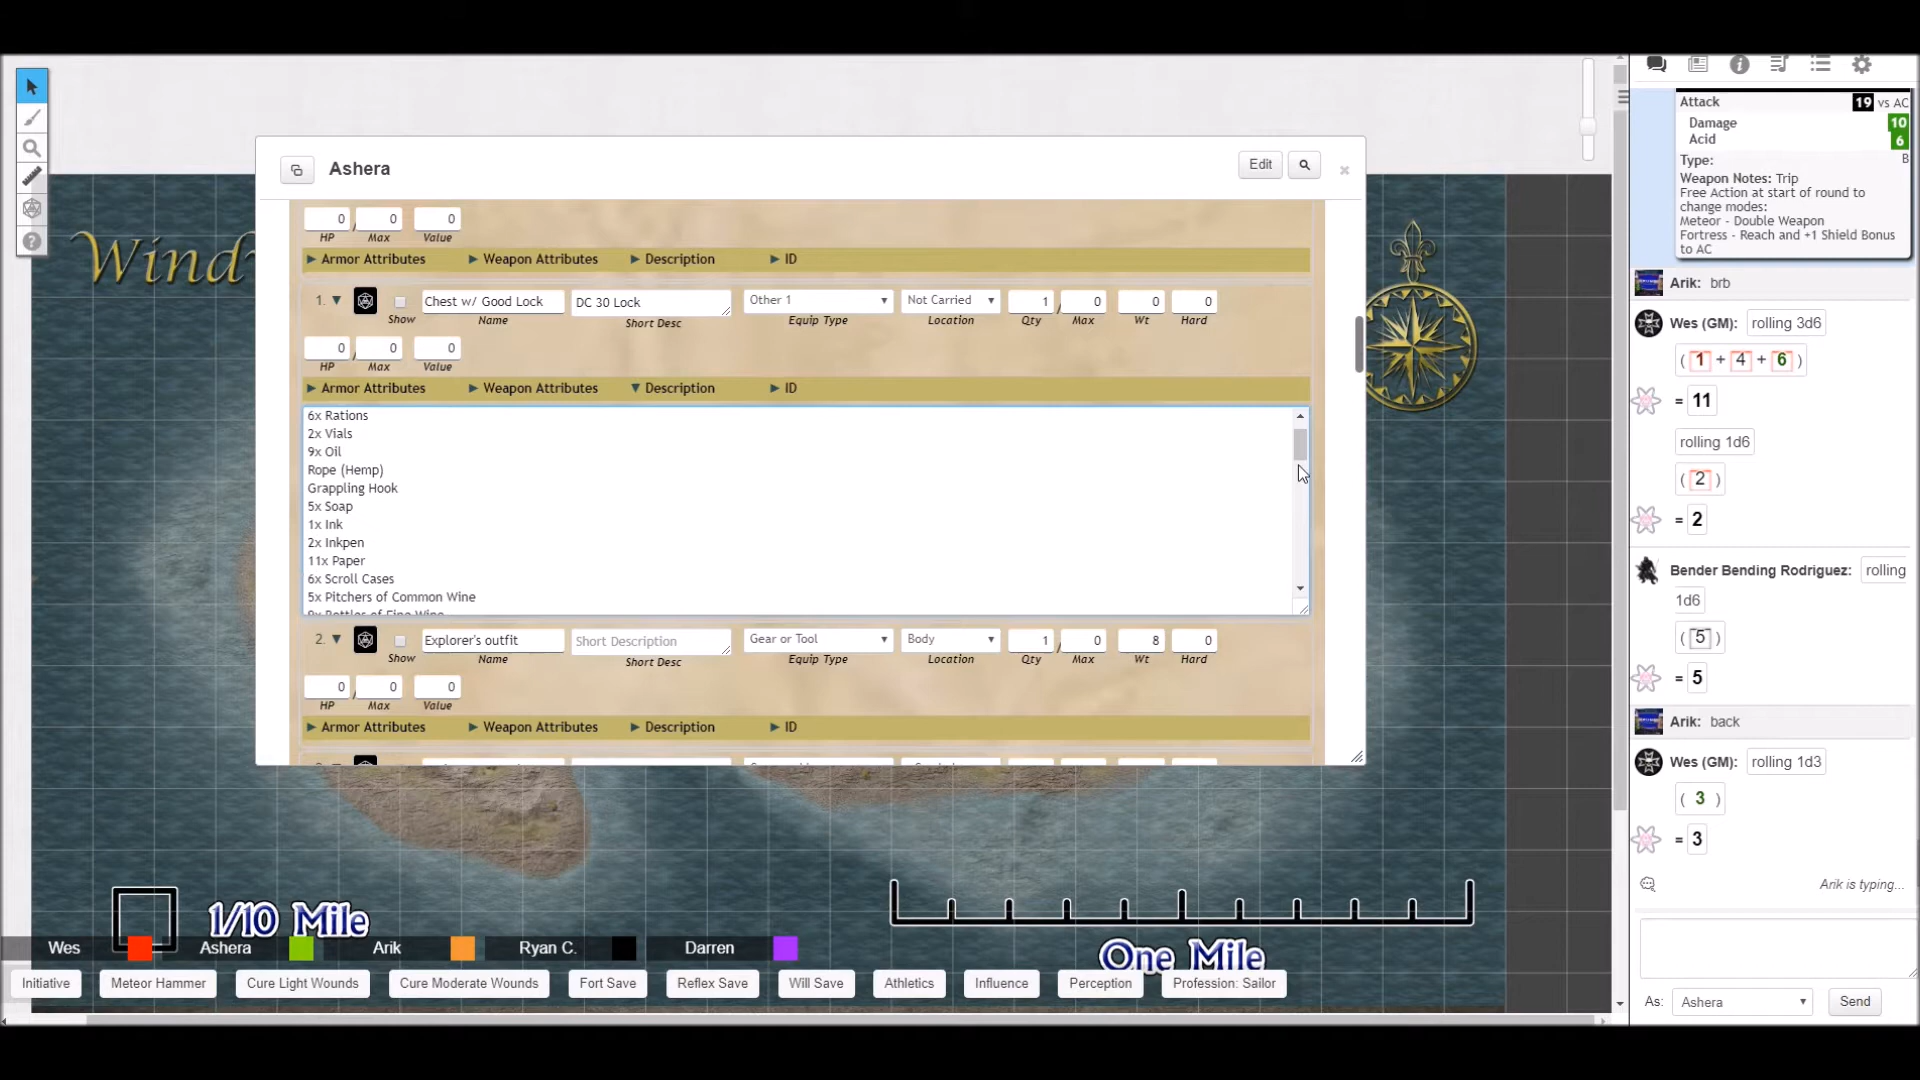 Windw
Ashera
Edit
0 / 0 0
HP Max Value
Armor Attributes Weapon Attributes Description ID
1. Show Chest w/ Good Lock DC 30 Lock Other 1 Not Carried 1 / 0 0 0
Name Short Desc Equip Type Location Qty Max Wt Hard
0 / 0 0
HP Max Value
Armor Attributes Weapon Attributes Description ID
6x Rations
2x Vials
9x Oil
Rope (Hemp)
Grappling Hook
5x Soap
1x Ink
2x Inkpen
11x Paper
6x Scroll Cases
5x Pitchers of Common Wine
9x Bottles of Fine Wine
2. Show Explorer's outfit Short Description Gear or Tool Body 1 / 0 8 0
Name Short Desc Equip Type Location Qty Max Wt Hard
0 / 0 0
HP Max Value
Armor Attributes Weapon Attributes Description ID
1/10 Mile
One Mile
Wes Ashera Arik Ryan C. Darren
Initiative Meteor Hammer Cure Light Wounds Cure Moderate Wounds Fort Save Reflex Save Will Save Athletics Influence Perception Profession: Sailor
Attack 19 vs AC
Damage 10
Acid 6
Type: B
Weapon Notes: Trip
Free Action at start of round to
change modes:
Meteor - Double Weapon
Fortress - Reach and +1 Shield Bonus
to AC
Arik: brb
Wes (GM): rolling 3d6
( 1 + 4 + 6 )
= 11
rolling 1d6
( 2 )
= 2
Bender Bending Rodriguez: rolling
1d6
( 5 )
= 5
Arik: back
Wes (GM): rolling 1d3
( 3 )
= 3
Arik is typing...
As: Ashera Send